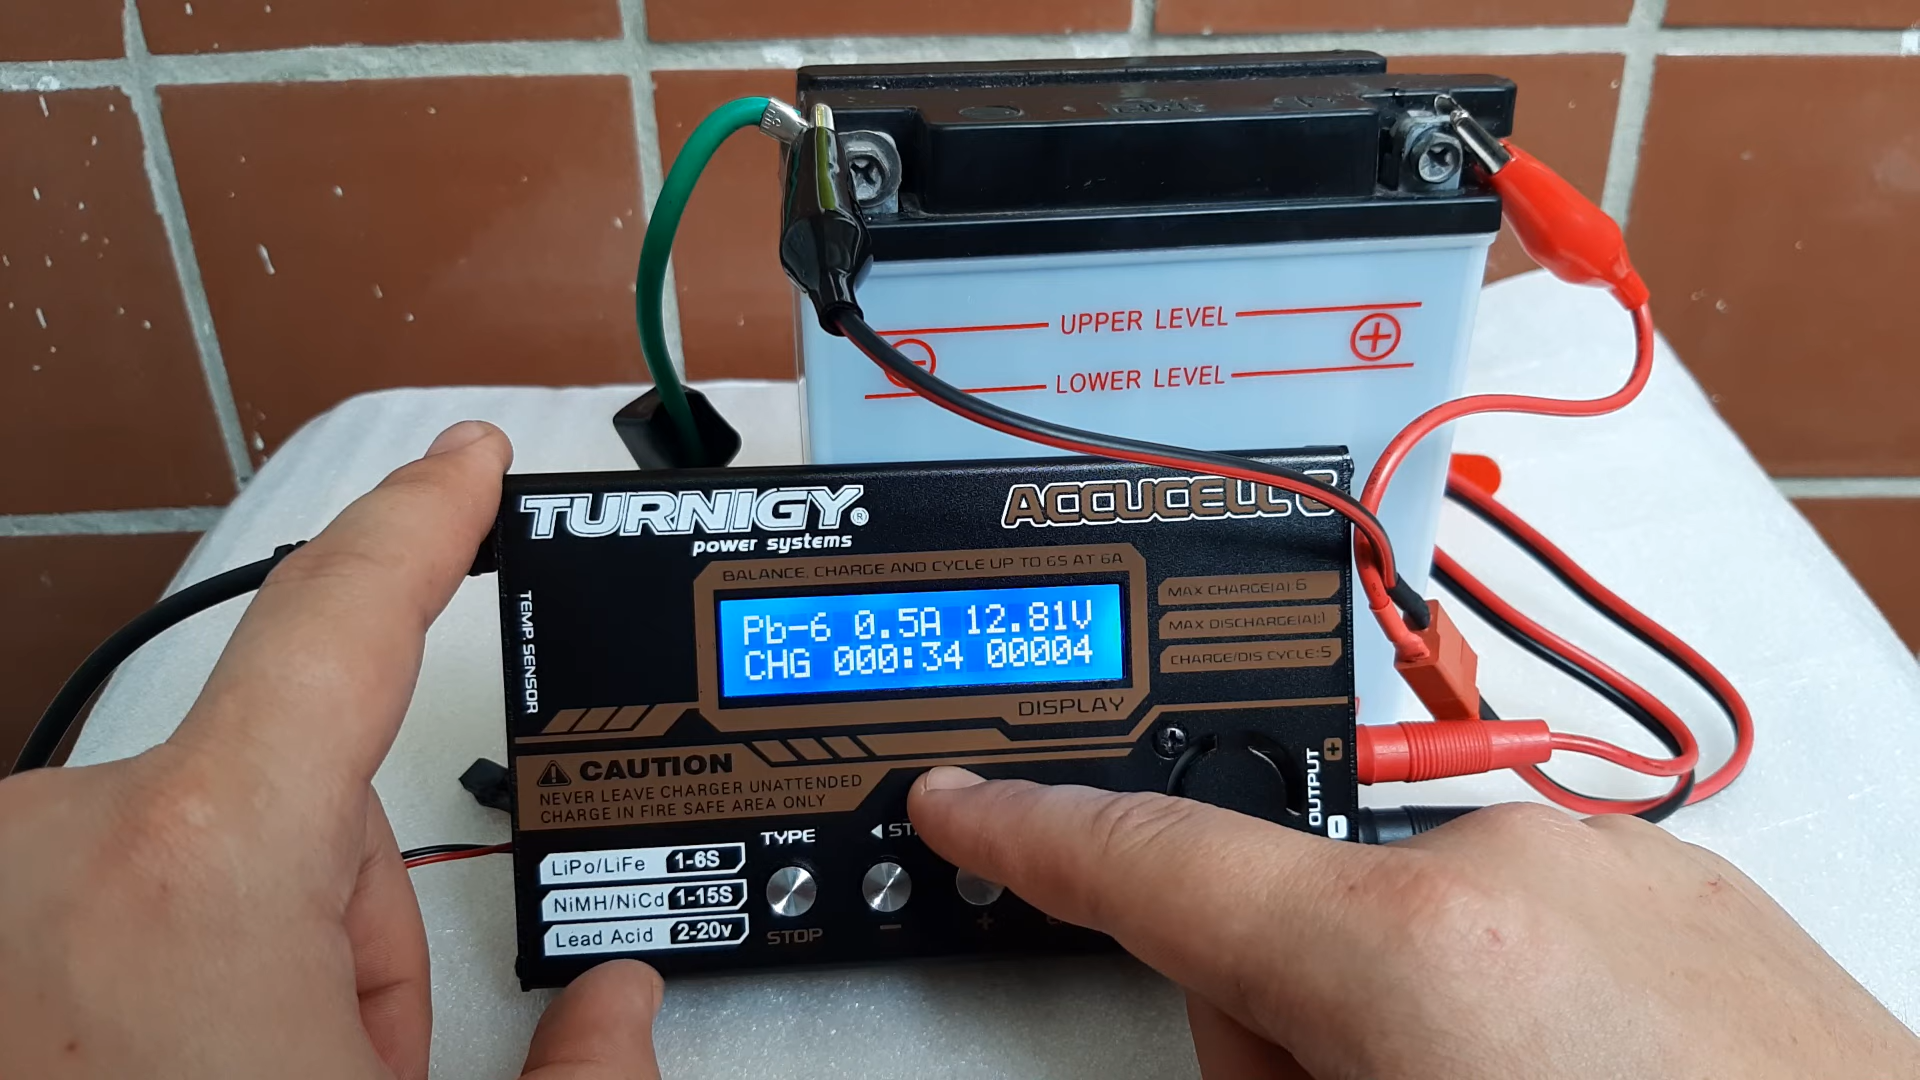 UPPER LEVEL
LOWER LEVEL
TURNIGY®
power systems
ACCUCELL 6
BALANCE, CHARGE AND CYCLE UP TO 6S AT 6A
Pb-6 0.5A 12.81V
CHG 000:34 00004
DISPLAY
MAX CHARGE(A):6
MAX DISCHARGE(A):1
CHARGE/DIS CYCLE:5
TEMP. SENSOR
CAUTION
NEVER LEAVE CHARGER UNATTENDED
CHARGE IN FIRE SAFE AREA ONLY
OUTPUT
+
-
LiPo/LiFe 1-6S
NiMH/NiCd 1-15S
Lead Acid 2-20v
TYPE
STOP